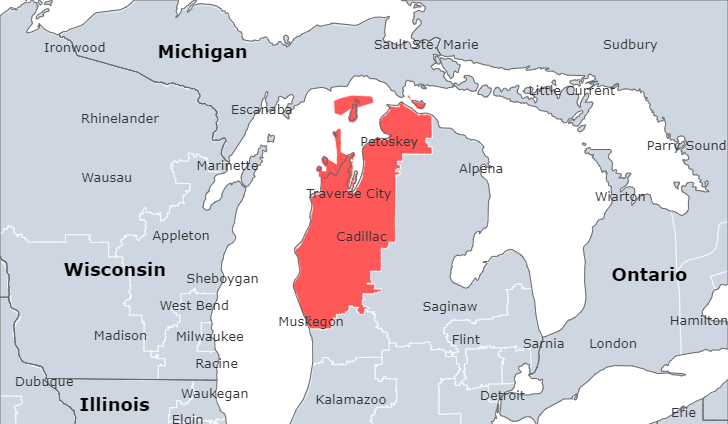 Ironwood
Michigan
Sault Ste. Marie
Sudbury
Little Current
Escanaba
Rhinelander
Petoskey
Parry Sound
Marinette
Alpena
Wausau
Traverse City
Wiarton
Appleton
Cadillac
Wisconsin
Ontario
Sheboygan
West Bend
Saginaw
Muskegon
Hamilton
Madison
Milwaukee
Flint
Sarnia
London
Racine
Dubuque
Waukegan
Detroit
Kalamazoo
Illinois
Elgin
Erie